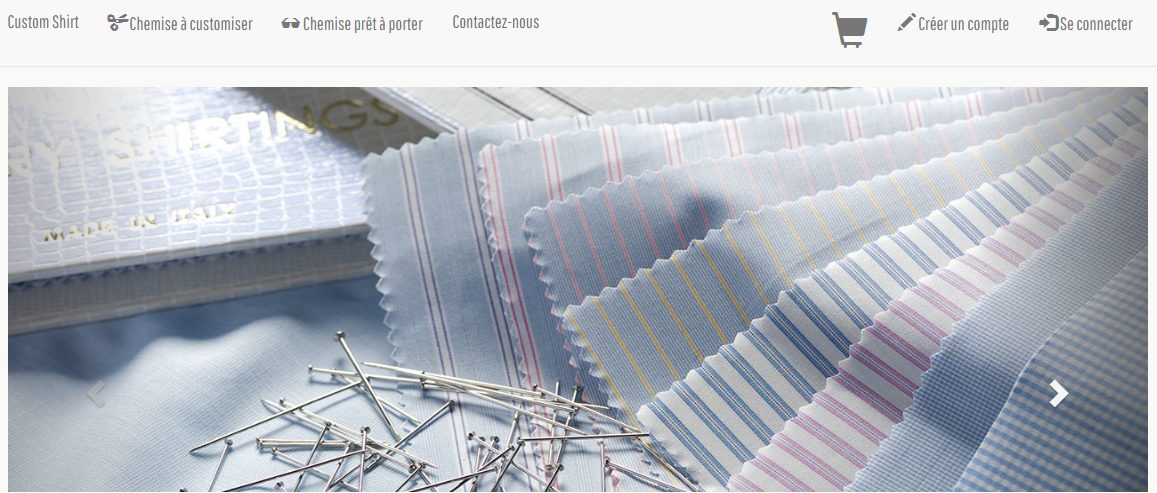 Custom Shirt Chemise à customiser Chemise prêt à porter Contactez-nous Créer un compte Se connecter
RY SHIRTINGS
MADE IN ITALY